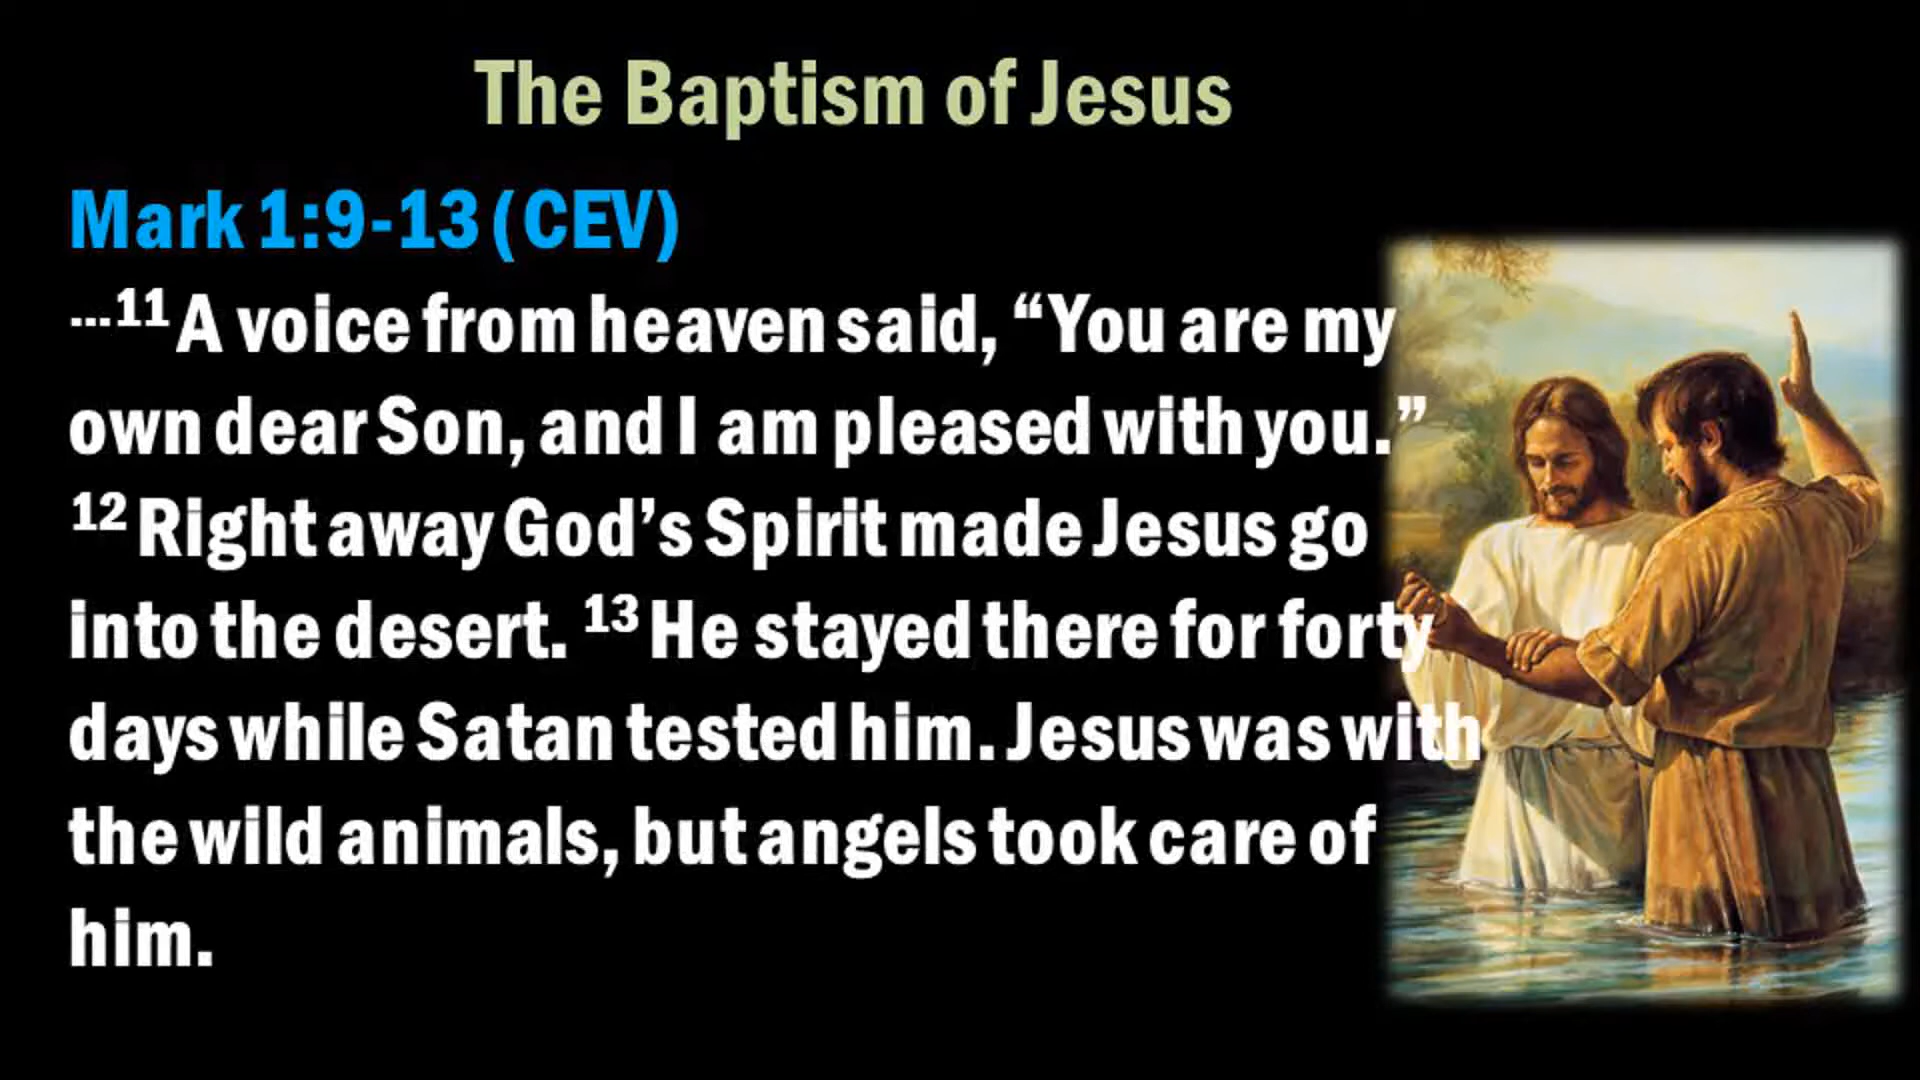 The Baptism of Jesus
Mark 1:9-13 (CEV)
...11 A voice from heaven said, “You are my
own dear Son, and I am pleased with you.”
12 Right away God’s Spirit made Jesus go
into the desert. 13 He stayed there for forty
days while Satan tested him. Jesus was with
the wild animals, but angels took care of
him.